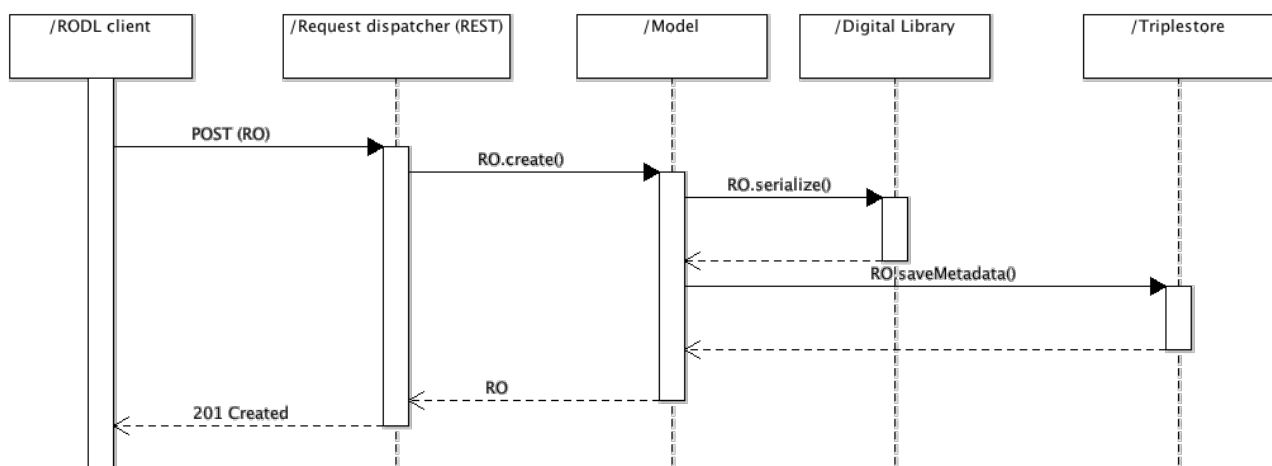 /RODL client
/Request dispatcher (REST)
/Model
/Digital Library
/Triplestore
POST (RO)
RO.create()
RO.serialize()
RO.saveMetadata()
RO
201 Created